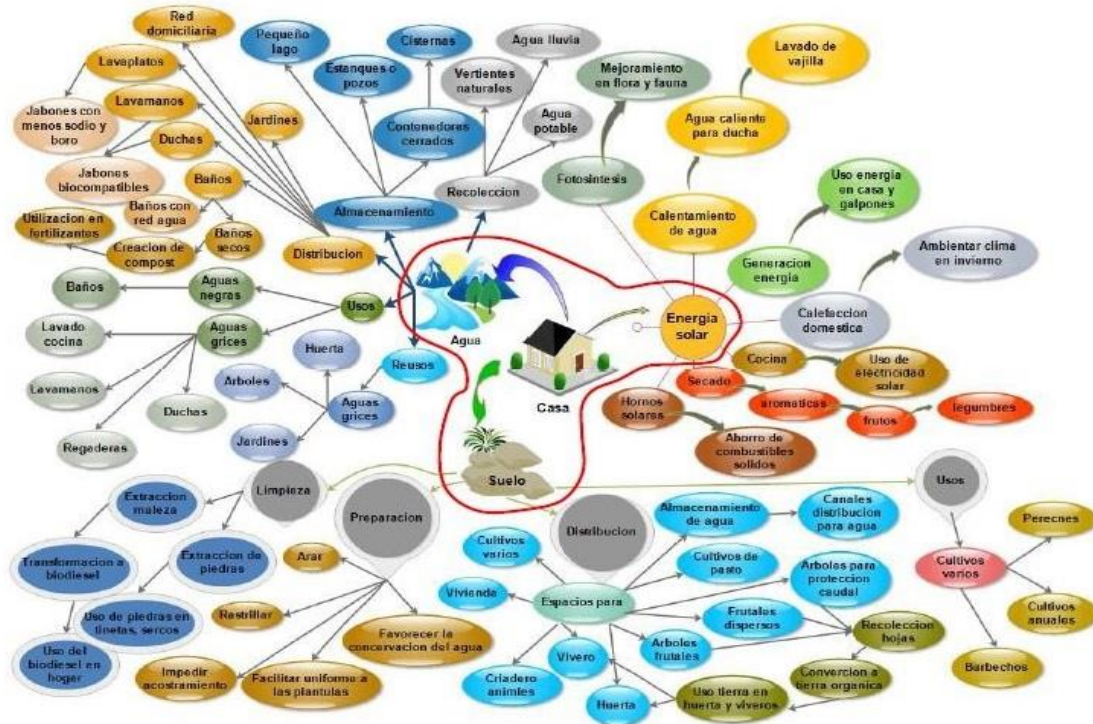 Red
domiciliaria
Lavaplatos
Lavamanos
Jabones con
menos sodio y
boro
Duchas
Jabones
biocompatibles
Jardines
Baños
Baños con
red agua
Baños
secos
Utilizacion en
fertilizantes
Creacion de
compost
Distribucion
Pequeño
lago
Estanques o
pozos
Cisternas
Contenedores
cerrados
Almacenamiento
Agua lluvia
Vertientes
naturales
Agua
potable
Recoleccion
Mejoramiento
en flora y fauna
Fotosintesis
Lavado de
vajilla
Agua caliente
para ducha
Calentamiento
de agua
Uso energia
en casa y
galpones
Generacion
energia
Ambientar clima
en invierno
Calefaccion
domestica
Energia
solar
Agua
Casa
Suelo
Usos
Aguas
negras
Baños
Aguas
grices
Lavado
cocina
Lavamanos
Duchas
Regaderas
Reusos
Aguas
grices
Huerta
Arboles
Jardines
Cocina
Uso de
electricidad
solar
Secado
aromaticas
frutos
legumbres
Hornos
solares
Ahorro de
combustibles
solidos
Limpieza
Extraccion
maleza
Transformacion a
biodiesel
Uso del
biodiesel en
hogar
Extraccion de
piedras
Uso de piedras en
tinetas, sercos
Preparacion
Arar
Rastrillar
Impedir
acostramiento
Facilitar uniforme a
las plantulas
Favorecer la
concervacion del agua
Distribucion
Espacios para
Cultivos
varios
Vivienda
Criadero
animles
Vivero
Huerta
Arboles
frutales
Frutales
dispersos
Cultivos de
pasto
Almacenamiento
de agua
Canales
distribucion
para agua
Arboles para
proteccion
caudal
Recoleccion
hojas
Convercion a
tierra organica
Uso tierra en
huerta y viveros
Usos
Cultivos
varios
Perecnes
Cultivos
anuales
Barbechos